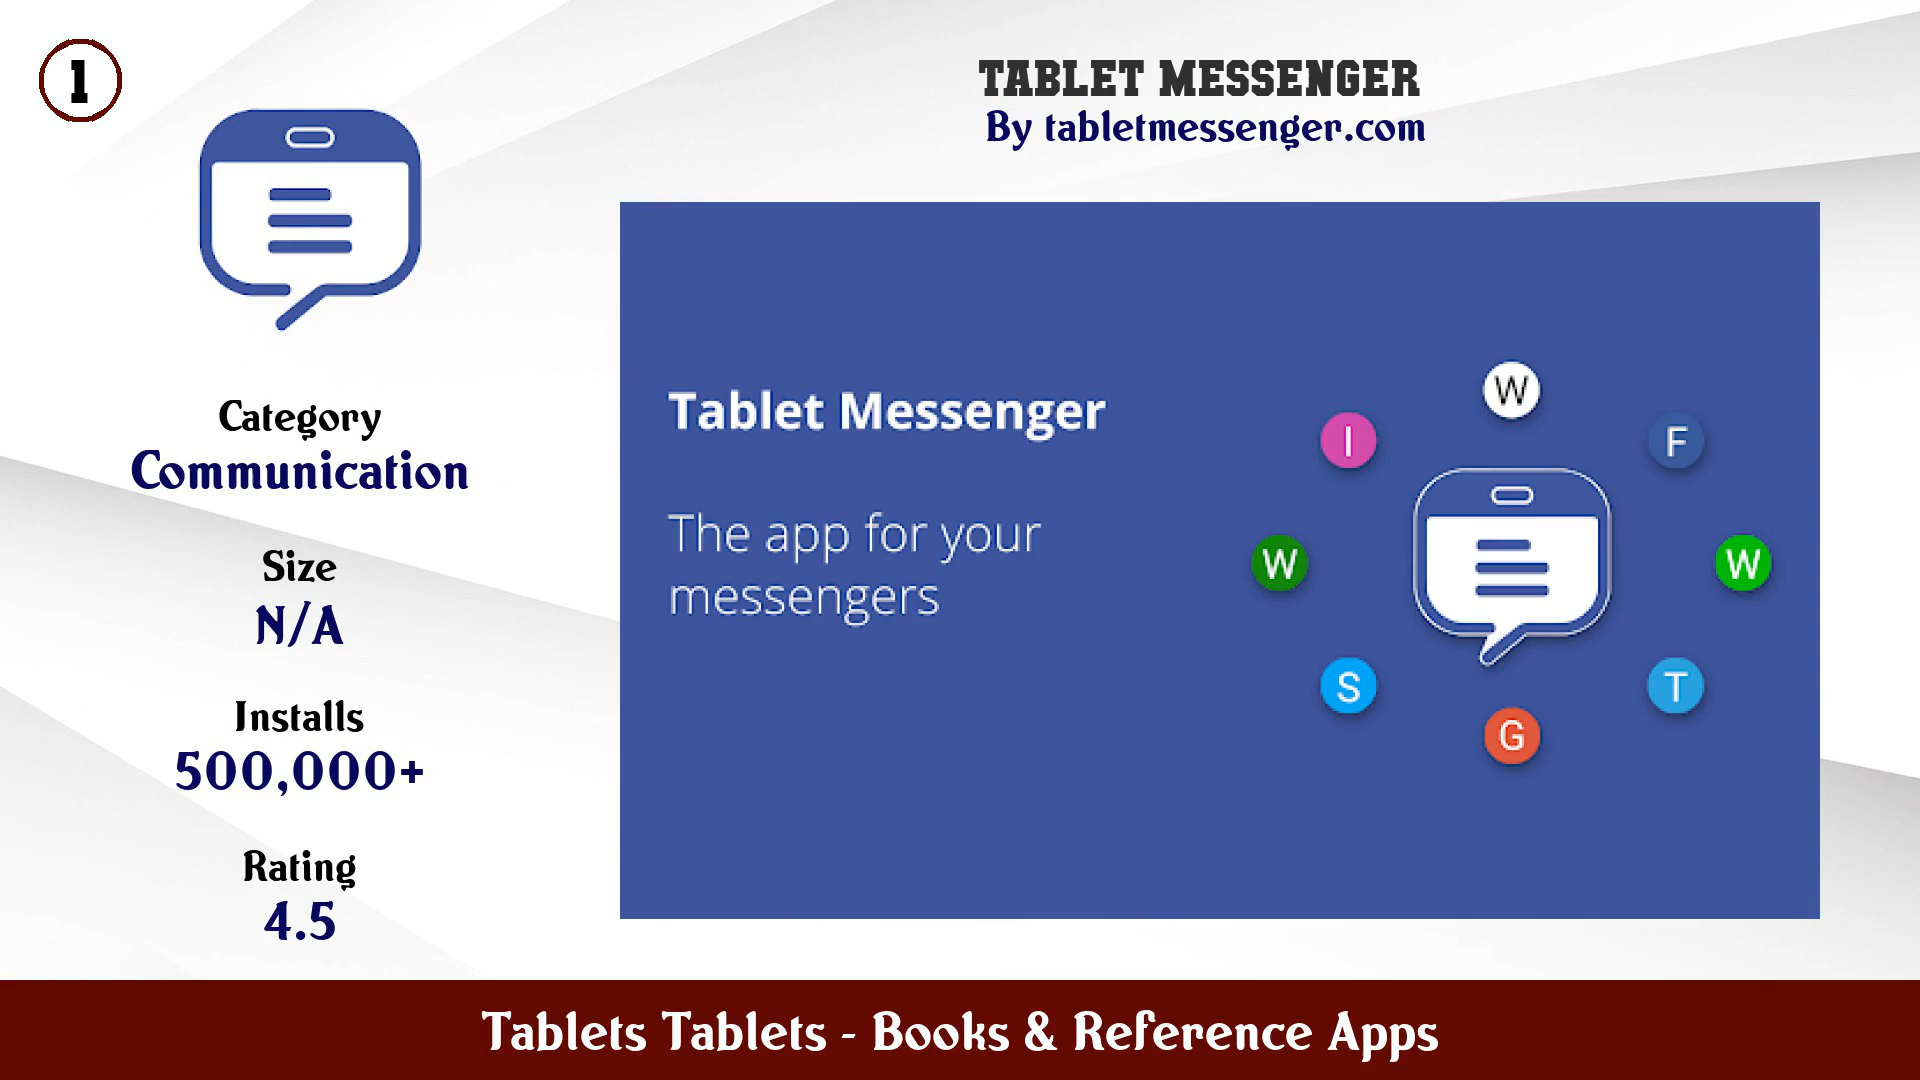 1
TABLET MESSENGER
By tabletmessenger.com
Category
Communication
Size
N/A
Installs
500,000+
Rating
4.5
Tablet Messenger
The app for your
messengers
W
I
F
W
W
S
T
G
Tablets Tablets - Books & Reference Apps